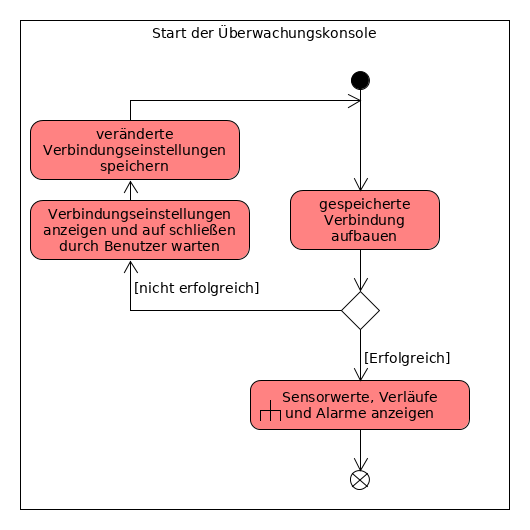 Start der Überwachungskonsole
veränderte
Verbindungseinstellungen
speichern
gespeicherte
Verbindung
aufbauen
Verbindungseinstellungen
anzeigen und auf schließen
durch Benutzer warten
[nicht erfolgreich]
[Erfolgreich]
Sensorwerte, Verläufe
und Alarme anzeigen